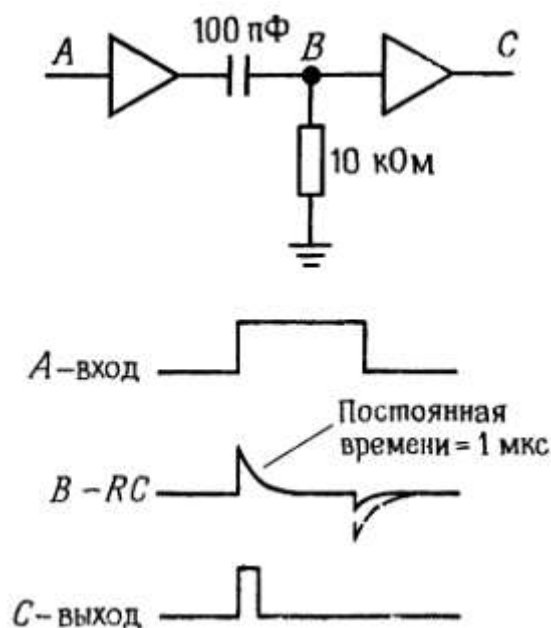 A
100 пФ
B
C
10 кОм
A–вход
Постоянная
времени = 1 мкс
B – RC
C–выход